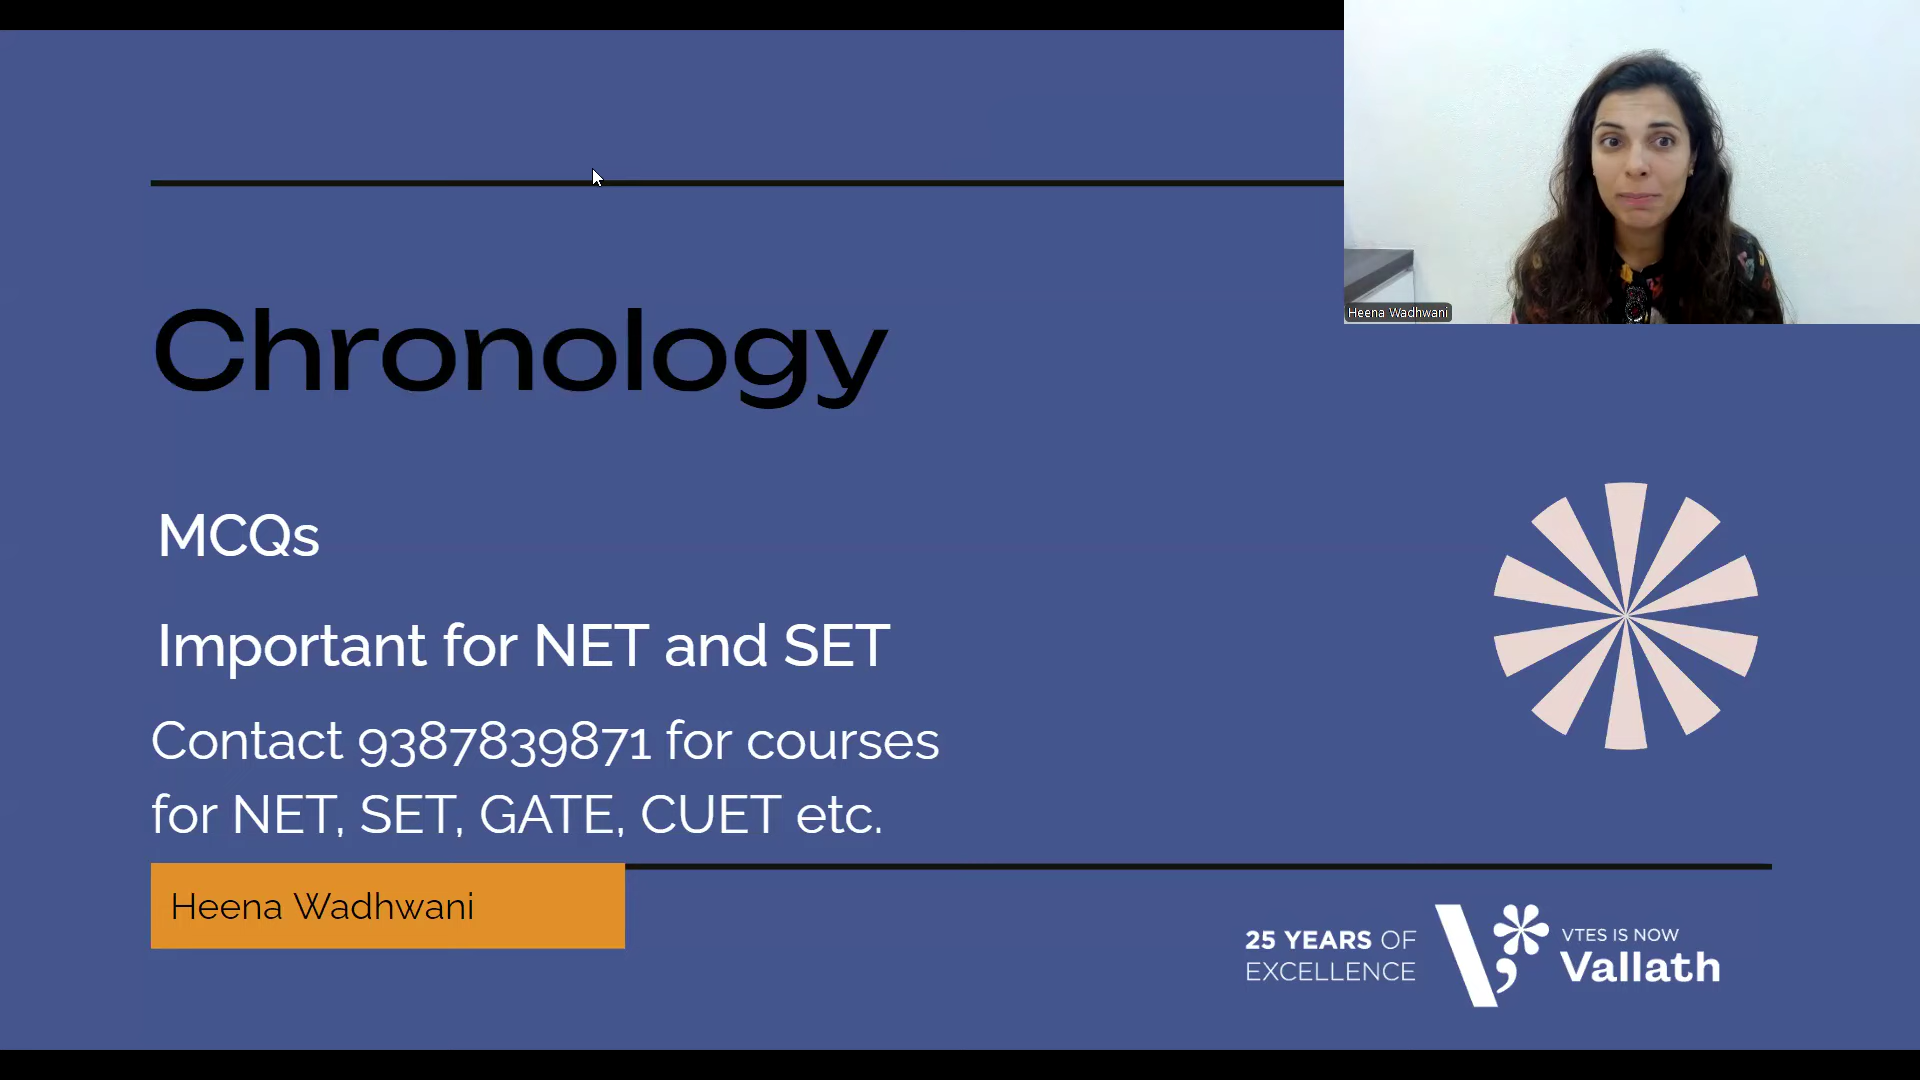 Heena Wadhwani
Chronology
MCQs
Important for NET and SET
Contact 9387839871 for courses
for NET, SET, GATE, CUET etc.
Heena Wadhwani
25 YEARS OF
EXCELLENCE
VTES IS NOW
Vallath